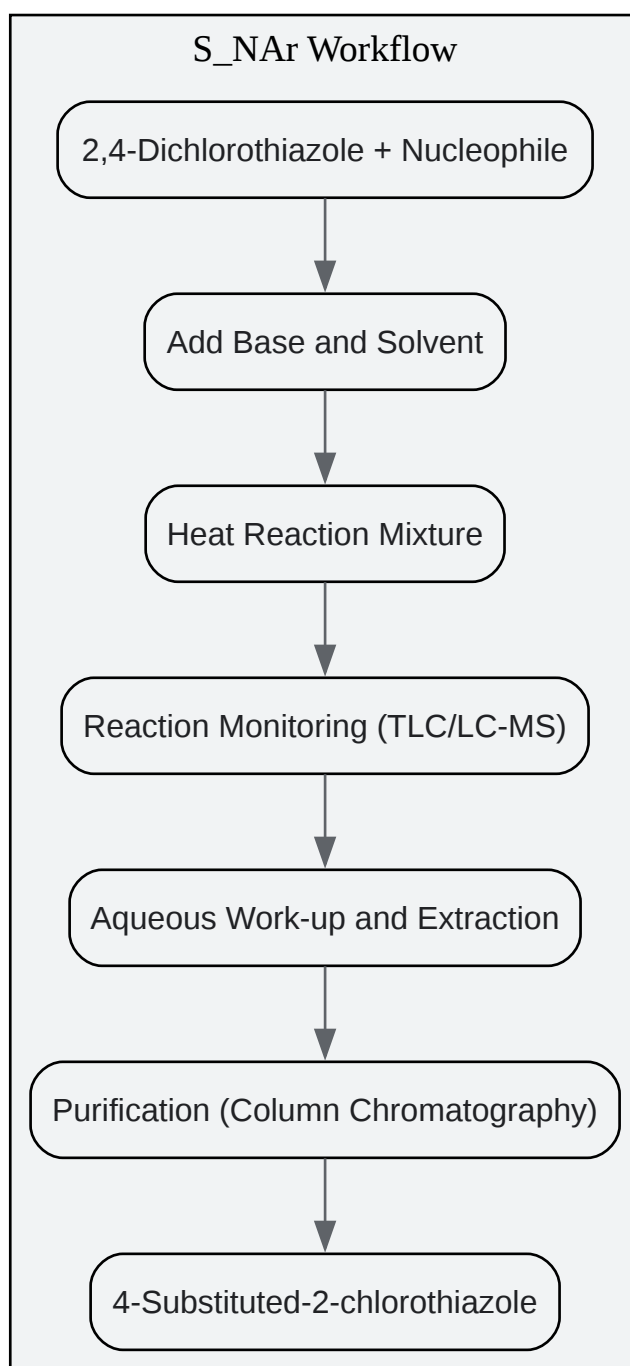 S_NAr Workflow
2,4-Dichlorothiazole + Nucleophile
Add Base and Solvent
Heat Reaction Mixture
Reaction Monitoring (TLC/LC-MS)
Aqueous Work-up and Extraction
Purification (Column Chromatography)
4-Substituted-2-chlorothiazole